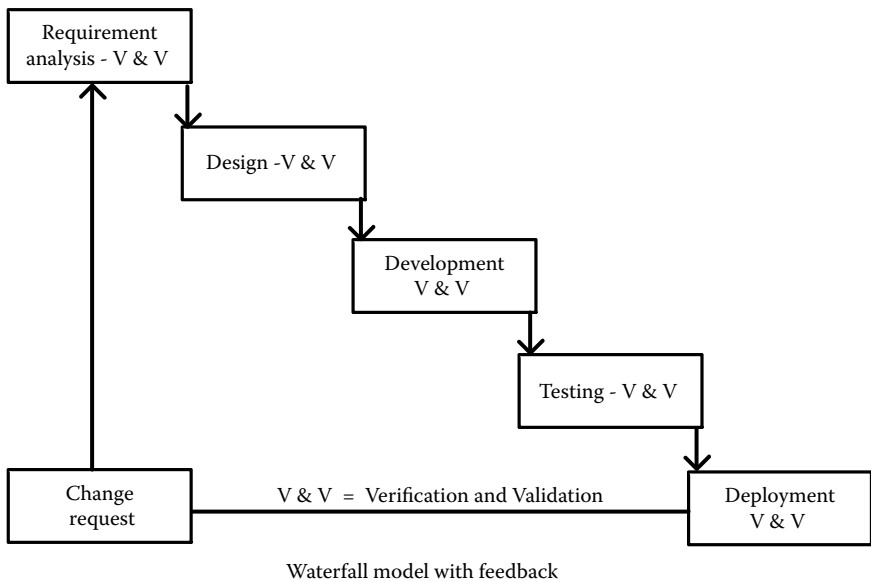 Requirement
analysis - V & V
Design -V & V
Development
V & V
Testing - V & V
Change
request
V & V = Verification and Validation
Deployment
V & V
Waterfall model with feedback